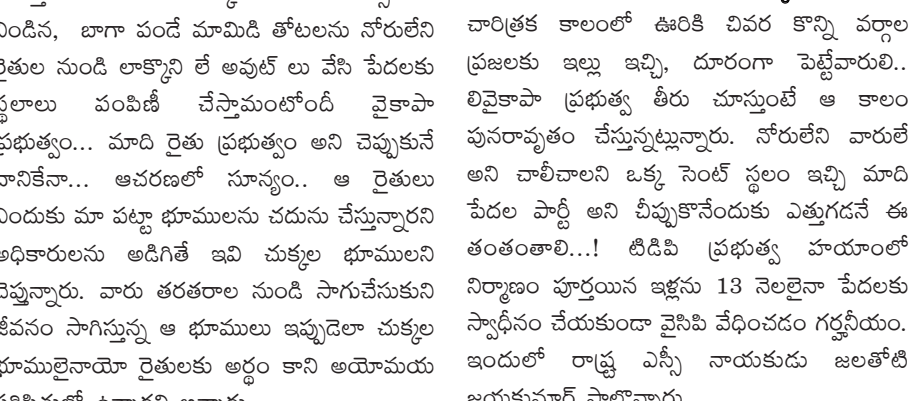 నిండిన, బాగా పండే మామిడి తోటలను నోరులేని
రైతుల నుండి లాక్కొని లే అవుట్ లు వేసి పేదలకు
స్థలాలు పంపిణీ చేస్తామంటోందీ వైకాపా
ప్రభుత్వం... మాది రైతు ప్రభుత్వం అని చెప్పుకునే
దానికేనా... ఆచరణలో సూన్యం.. ఆ రైతులు
ఎందుకు మా పట్టా భూములను చదును చేస్తున్నారని
అధికారులను అడిగితే ఇవి చుక్కల భూములని
చెప్తున్నారు. వారు తరతరాల నుండి సాగుచేసుకుని
జీవనం సాగిస్తున్న ఆ భూములు ఇప్పుడెలా చుక్కల
భూములైనాయో రైతులకు అర్థం కాని అయోమయ
చారిత్రక కాలంలో ఊరికి చివర కొన్ని వర్గాల
ప్రజలకు ఇల్లు ఇచ్చి, దూరంగా పెట్టేవారులి..
లివైకాపా ప్రభుత్వ తీరు చూస్తుంటే ఆ కాలం
పునరావృతం చేస్తున్నట్లున్నారు. నోరులేని వారులే
అని చాలీచాలని ఒక్క సెంట్ స్థలం ఇచ్చి మాది
పేదల పార్టీ అని చీప్పుకొనేందుకు ఎత్తుగడనే ఈ
తంతంతాలి...! టిడిపి ప్రభుత్వ హయాంలో
నిర్మాణం పూర్తయిన ఇళ్లను 13 నెలలైనా పేదలకు
స్వాధీనం చేయకుండా వైసిపి వేధించడం గర్హనీయం.
ఇందులో రాష్ట్ర ఎస్సీ నాయకుడు జలతోటి